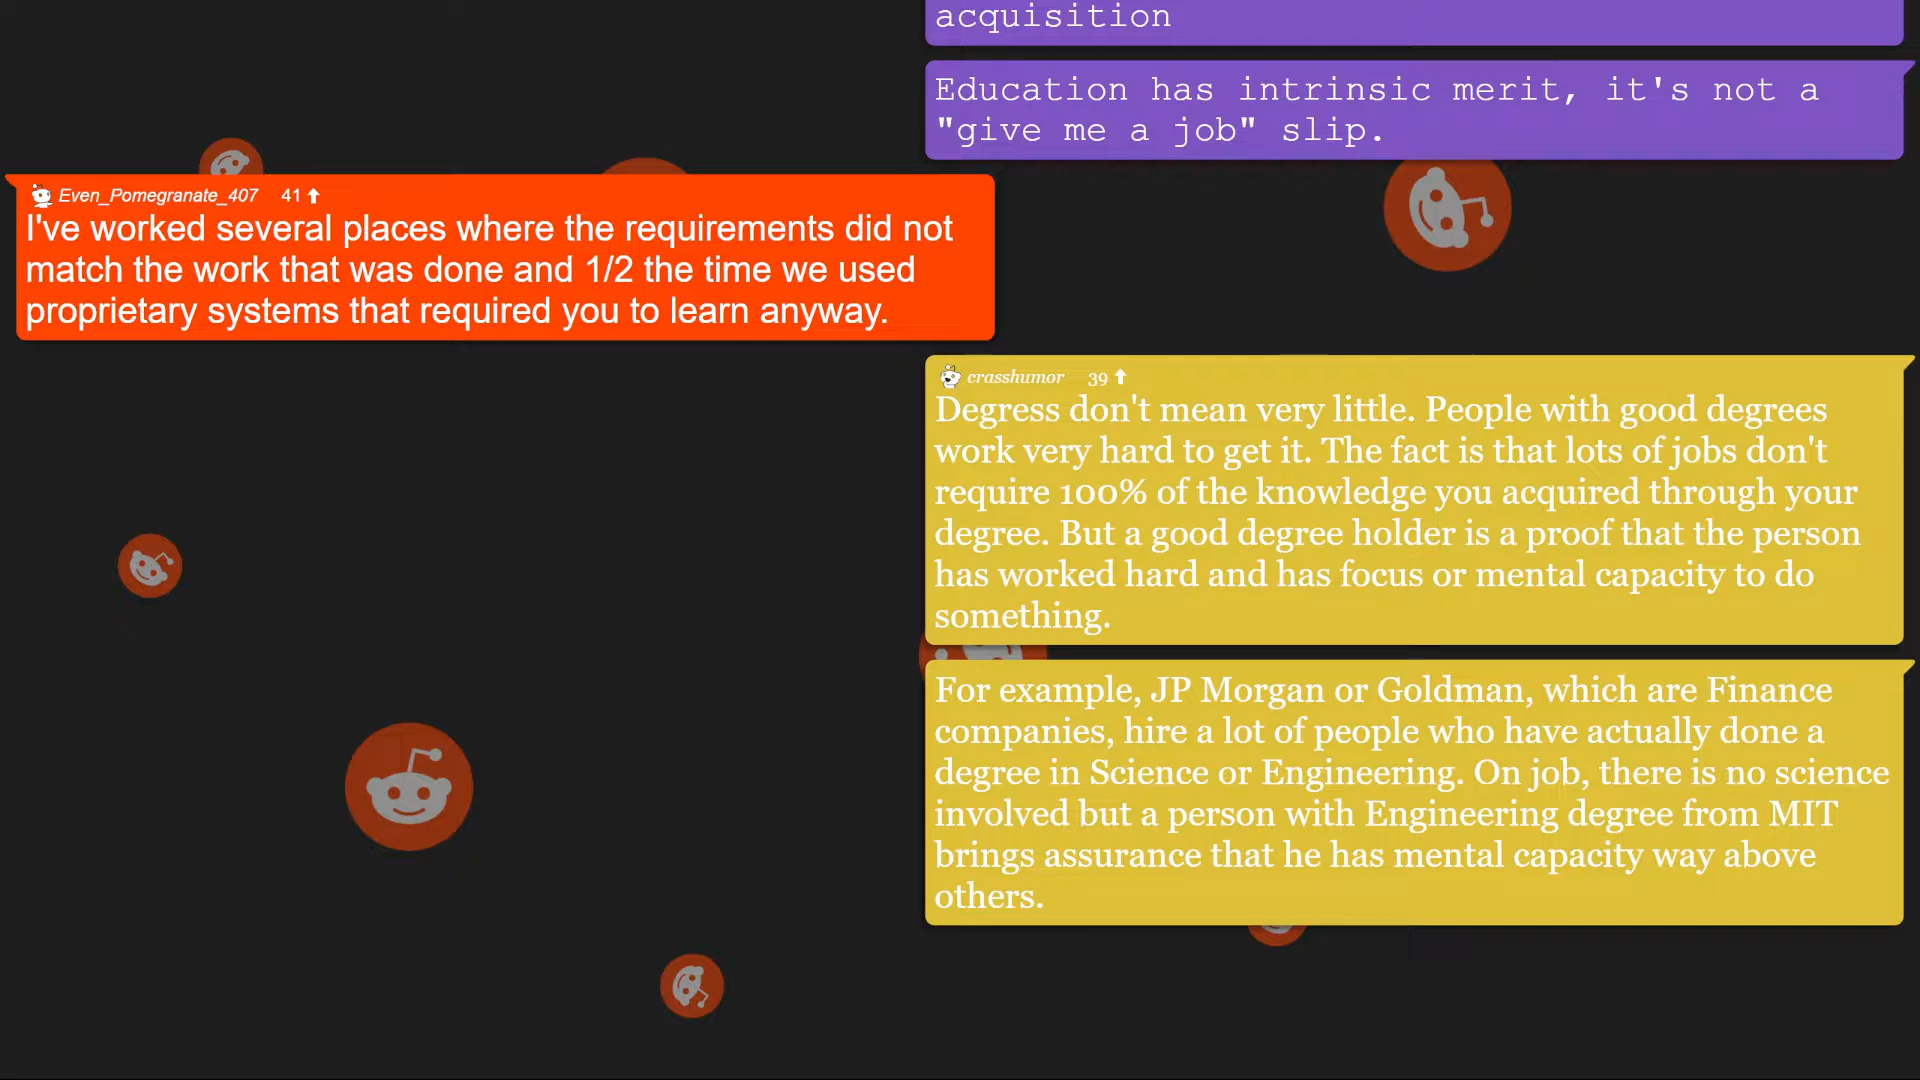 acquisition
Education has intrinsic merit, it's not a
"give me a job" slip.
Even_Pomegranate_407 41
I've worked several places where the requirements did not
match the work that was done and 1/2 the time we used
proprietary systems that required you to learn anyway.
crasshumor 39
Degress don't mean very little. People with good degrees
work very hard to get it. The fact is that lots of jobs don't
require 100% of the knowledge you acquired through your
degree. But a good degree holder is a proof that the person
has worked hard and has focus or mental capacity to do
something.
For example, JP Morgan or Goldman, which are Finance
companies, hire a lot of people who have actually done a
degree in Science or Engineering. On job, there is no science
involved but a person with Engineering degree from MIT
brings assurance that he has mental capacity way above
others.